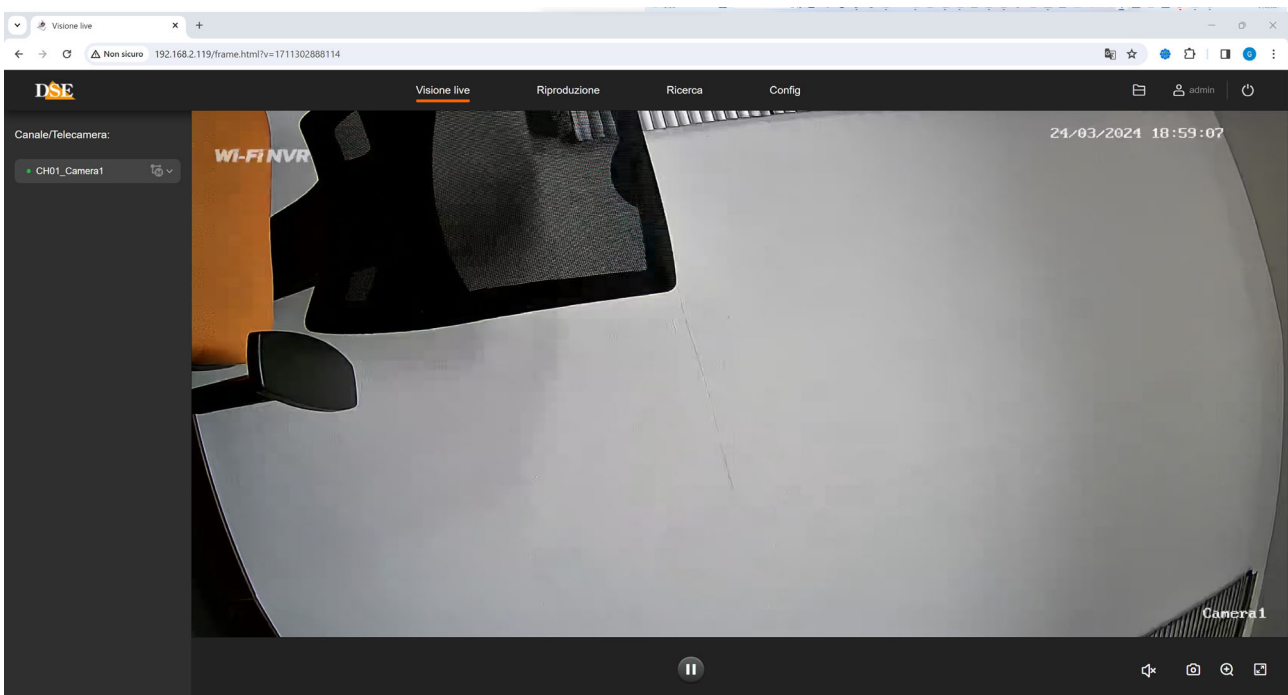 Visione live
Non sicuro 192.168.2.119/frame.html?v=1711302888114
G
DSE
Visione live Riproduzione Ricerca Config
admin
Canale/Telecamera:
CH01_Camera1
Wi-Fi NVR
24/03/2024 18:59:07
Camera1